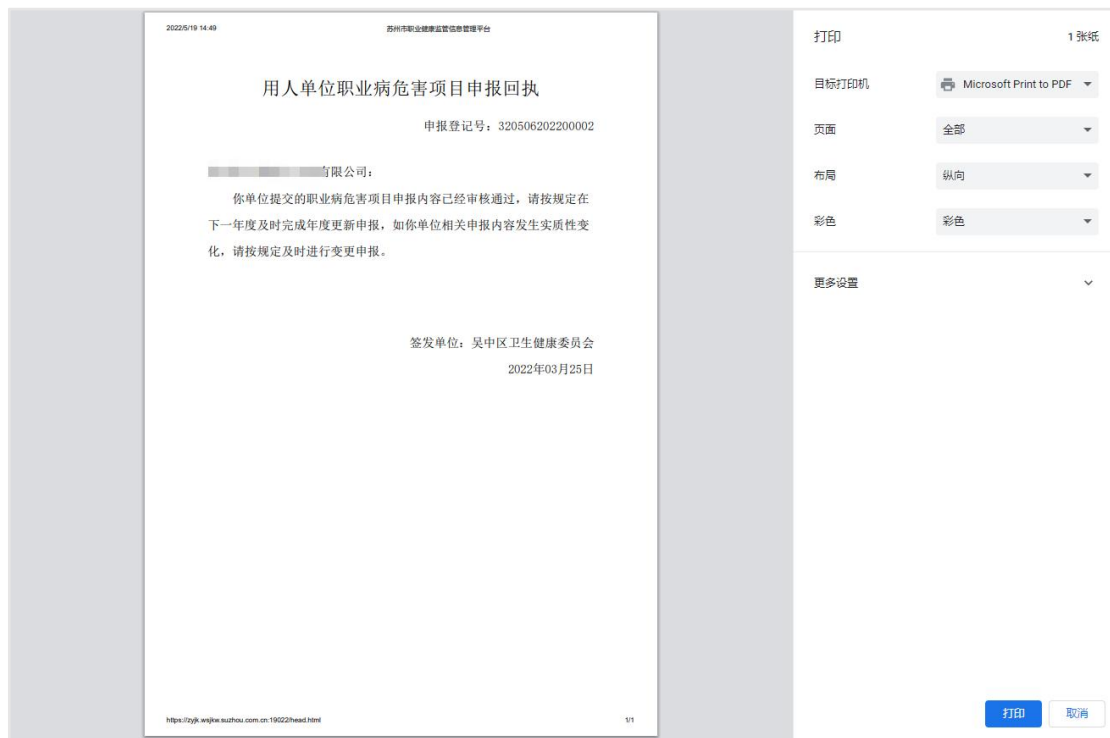 2022/5/19 14:49 苏州市职业健康监管信息管理平台
用人单位职业病危害项目申报回执
申报登记号：320506202200002
有限公司：
你单位提交的职业病危害项目申报内容已经审核通过，请按规定在
下一年度及时完成年度更新申报，如你单位相关申报内容发生实质性变
化，请按规定及时进行变更申报。
签发单位：吴中区卫生健康委员会
2022年03月25日
https://zyjk.wsjkw.suzhou.com.cn:19022/head.html 1/1
打印 1 张纸
目标打印机 Microsoft Print to PDF
页面 全部
布局 纵向
彩色 彩色
更多设置
打印 取消